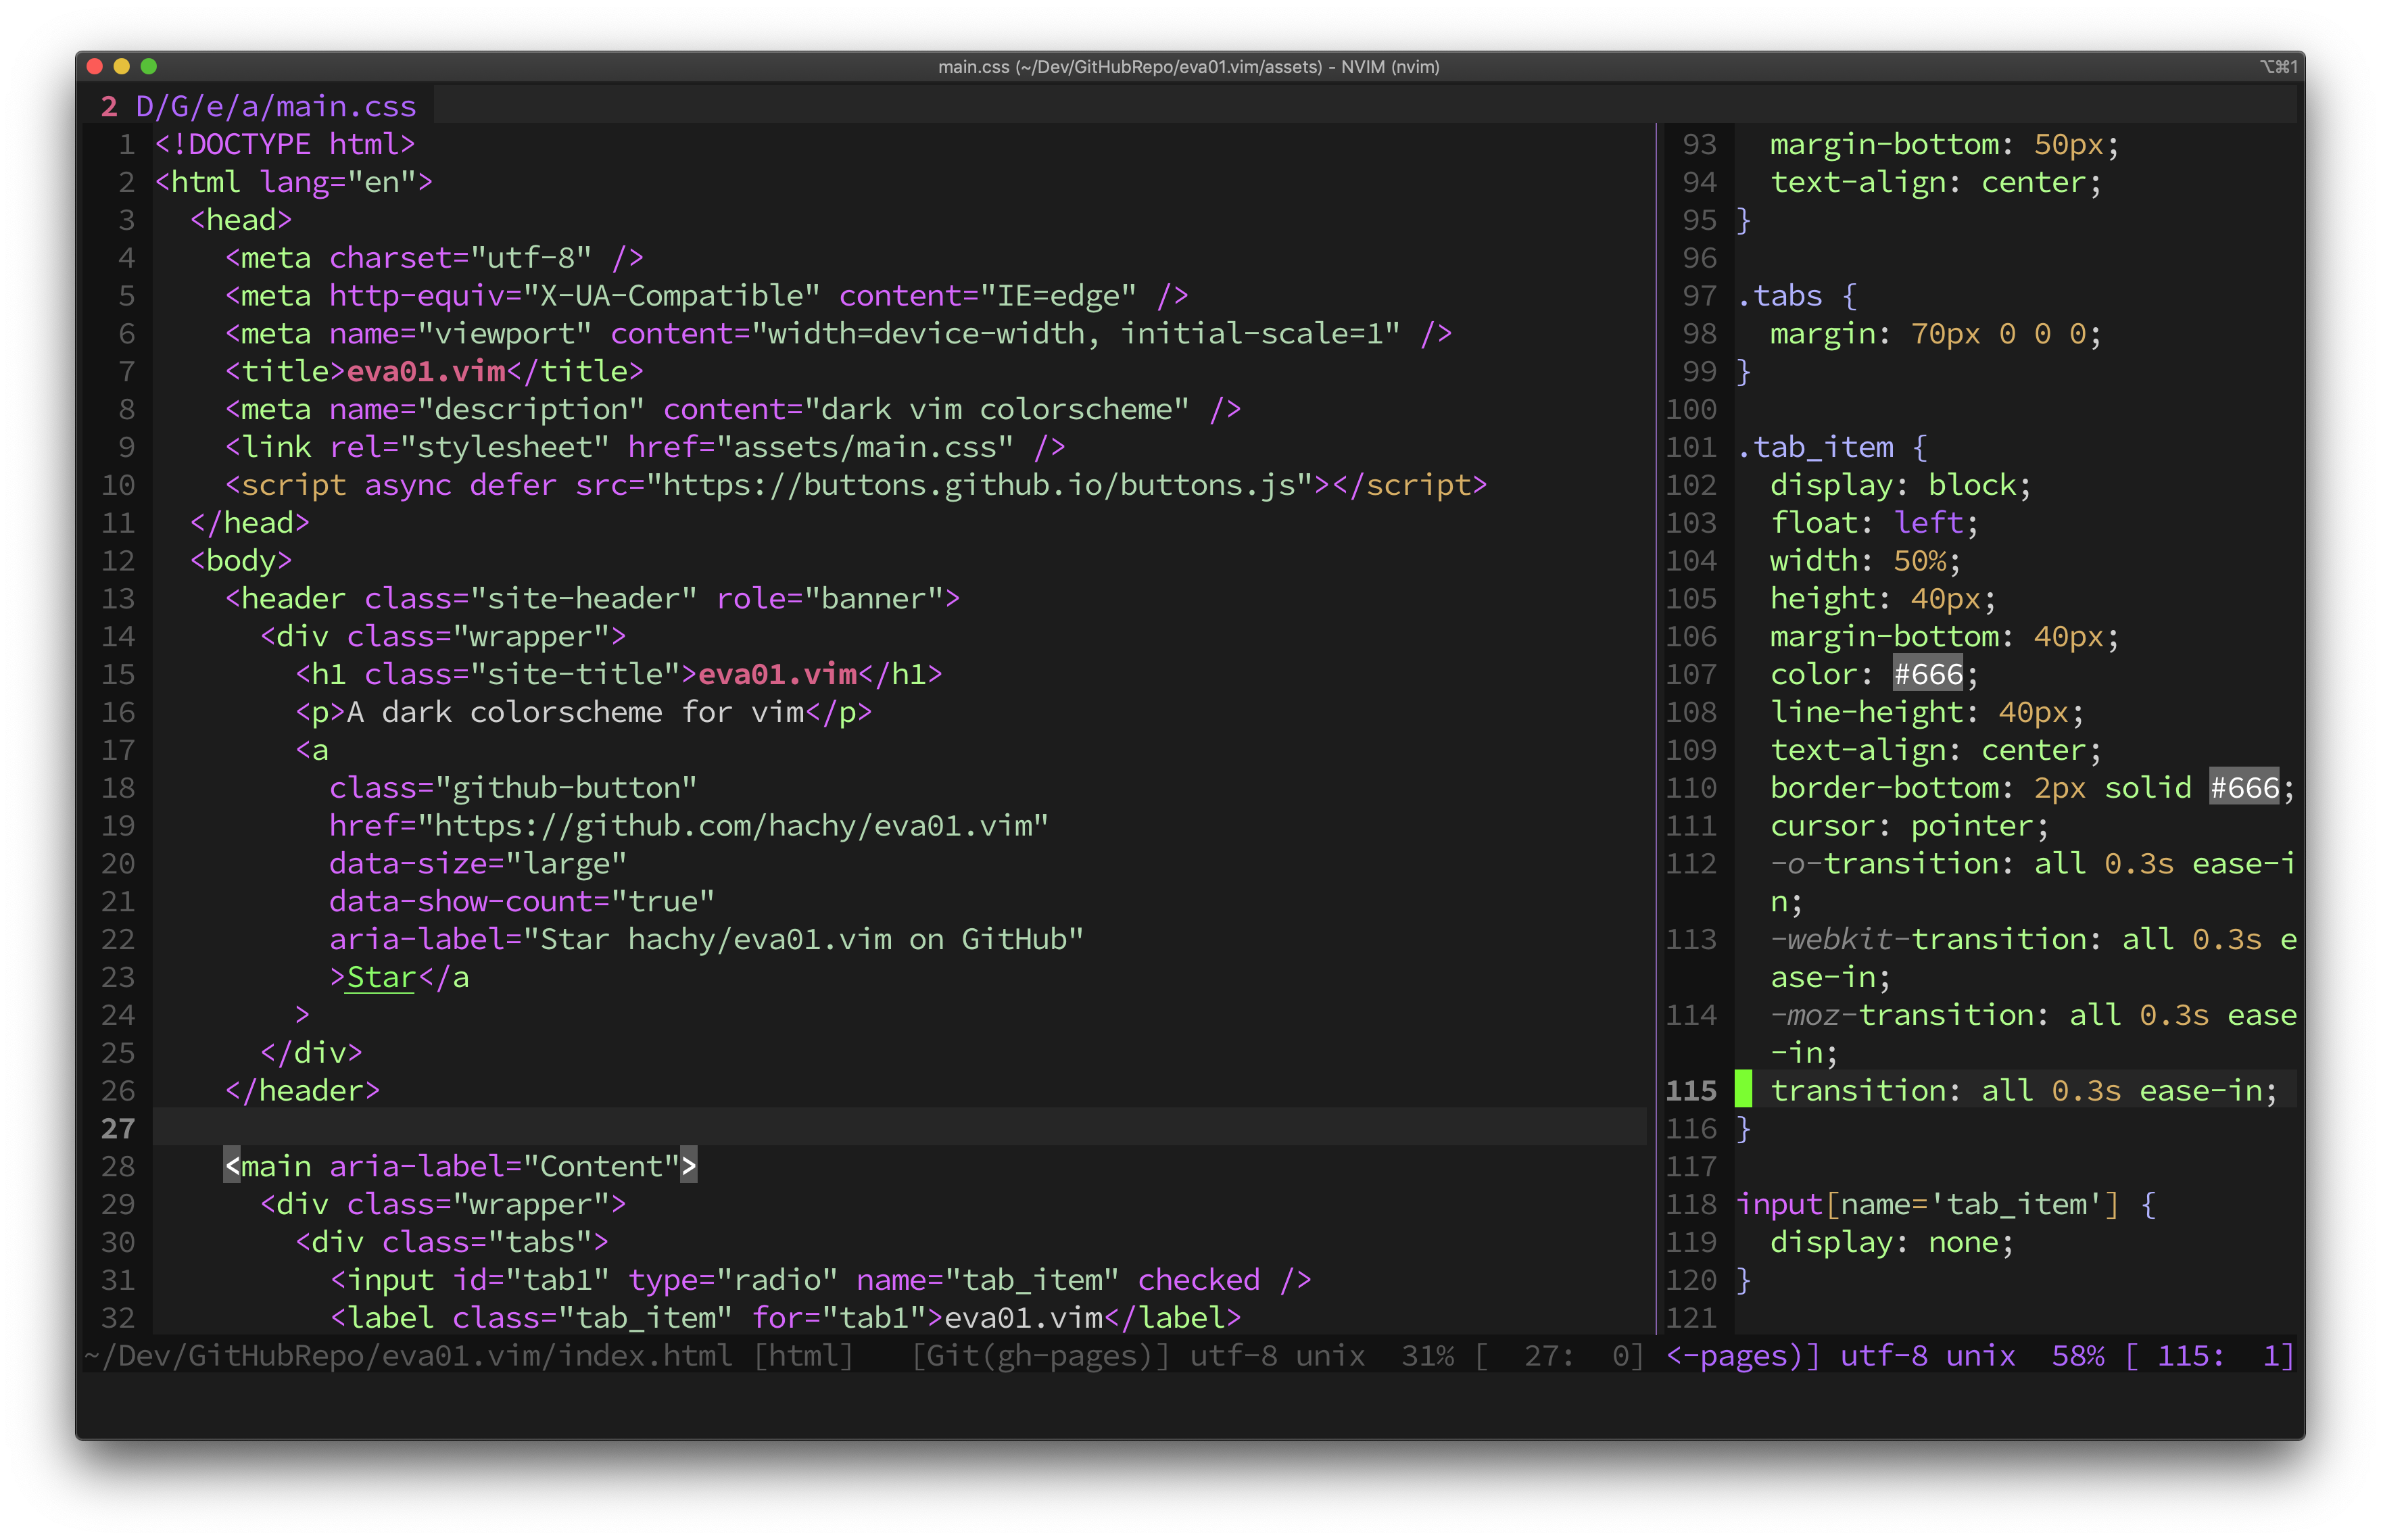 main.css (~/Dev/GitHubRepo/eva01.vim/assets) - NVIM (nvim)
⌥⌘1
2 D/G/e/a/main.css
1 <!DOCTYPE html>
2 <html lang="en">
3   <head>
4     <meta charset="utf-8" />
5     <meta http-equiv="X-UA-Compatible" content="IE=edge" />
6     <meta name="viewport" content="width=device-width, initial-scale=1" />
7     <title>eva01.vim</title>
8     <meta name="description" content="dark vim colorscheme" />
9     <link rel="stylesheet" href="assets/main.css" />
10     <script async defer src="https://buttons.github.io/buttons.js"></script>
11   </head>
12   <body>
13     <header class="site-header" role="banner">
14       <div class="wrapper">
15         <h1 class="site-title">eva01.vim</h1>
16         <p>A dark colorscheme for vim</p>
17         <a
18           class="github-button"
19           href="https://github.com/hachy/eva01.vim"
20           data-size="large"
21           data-show-count="true"
22           aria-label="Star hachy/eva01.vim on GitHub"
23           >Star</a
24         >
25       </div>
26     </header>
27
28     <main aria-label="Content">
29       <div class="wrapper">
30         <div class="tabs">
31           <input id="tab1" type="radio" name="tab_item" checked />
32           <label class="tab_item" for="tab1">eva01.vim</label>
~/Dev/GitHubRepo/eva01.vim/index.html [html]   [Git(gh-pages)] utf-8 unix  31% [  27:  0]
93   margin-bottom: 50px;
94   text-align: center;
95 }
96
97 .tabs {
98   margin: 70px 0 0 0;
99 }
100
101 .tab_item {
102   display: block;
103   float: left;
104   width: 50%;
105   height: 40px;
106   margin-bottom: 40px;
107   color: #666;
108   line-height: 40px;
109   text-align: center;
110   border-bottom: 2px solid #666;
111   cursor: pointer;
112   -o-transition: all 0.3s ease-i
n;
113   -webkit-transition: all 0.3s e
ase-in;
114   -moz-transition: all 0.3s ease
-in;
115   transition: all 0.3s ease-in;
116 }
117
118 input[name='tab_item'] {
119   display: none;
120 }
121
<-pages)] utf-8 unix  58% [ 115:  1]